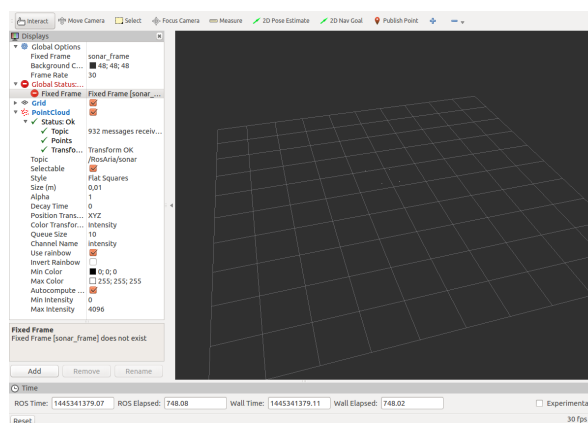 Interact Move Camera Select Focus Camera Measure 2D Pose Estimate 2D Nav Goal Publish Point
Displays
Global Options
Fixed Frame sonar_frame
Background C... 48; 48; 48
Frame Rate 30
Global Status:...
Fixed Frame Fixed Frame [sonar_...
Grid
PointCloud
Status: Ok
Topic 932 messages receiv...
Points
Transfo... Transform OK
Topic /RosAria/sonar
Selectable
Style Flat Squares
Size (m) 0,01
Alpha 1
Decay Time 0
Position Trans... XYZ
Color Transfor... Intensity
Queue Size 10
Channel Name intensity
Use rainbow
Invert Rainbow
Min Color 0; 0; 0
Max Color 255; 255; 255
Autocompute ...
Min Intensity 0
Max Intensity 4096
Fixed Frame
Fixed Frame [sonar_frame] does not exist
Add Remove Rename
Time
ROS Time: 1445341379.07 ROS Elapsed: 748.08 Wall Time: 1445341379.11 Wall Elapsed: 748.02 Experimenta
Reset 30 fps